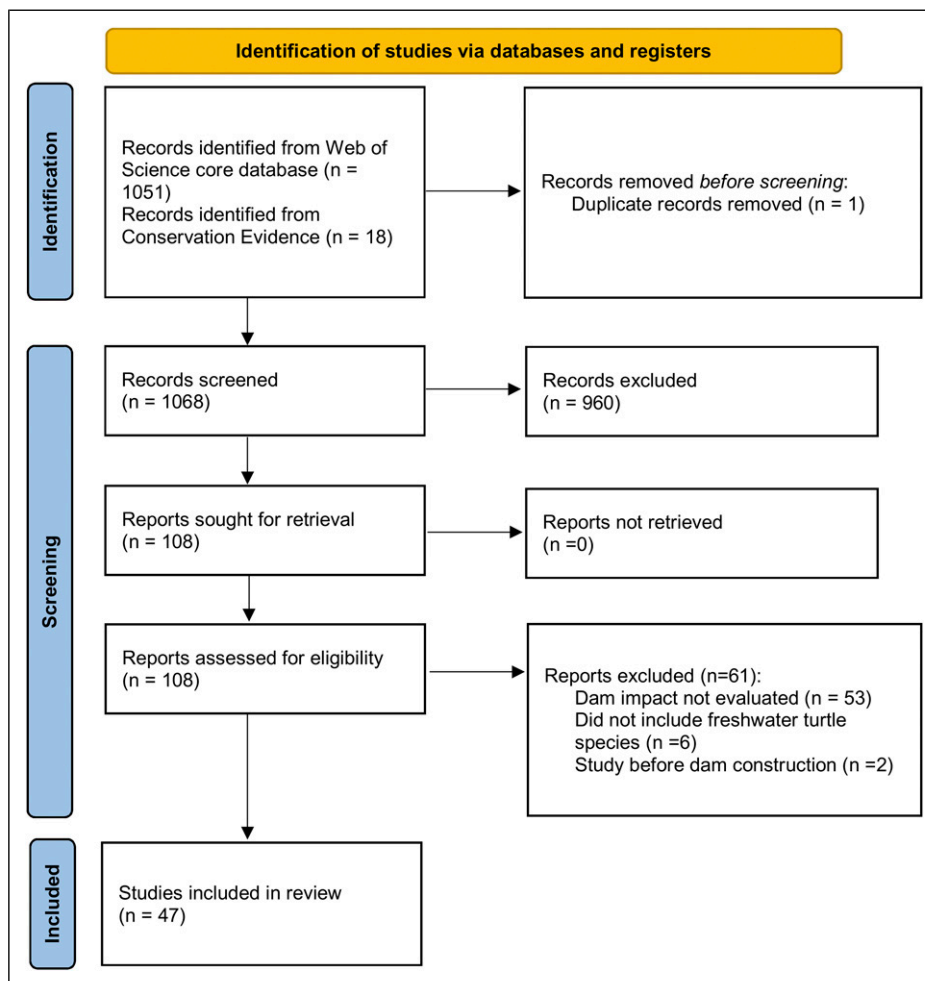 Identification of studies via databases and registers
Identification
Records identified from Web of
Science core database (n =
1051)
Records identified from
Conservation Evidence (n = 18)
Records removed before screening:
Duplicate records removed (n = 1)
Screening
Records screened
(n = 1068)
Records excluded
(n = 960)
Reports sought for retrieval
(n = 108)
Reports not retrieved
(n =0)
Reports assessed for eligibility
(n = 108)
Reports excluded (n=61):
Dam impact not evaluated (n = 53)
Did not include freshwater turtle
species (n =6)
Study before dam construction (n =2)
Included
Studies included in review
(n = 47)